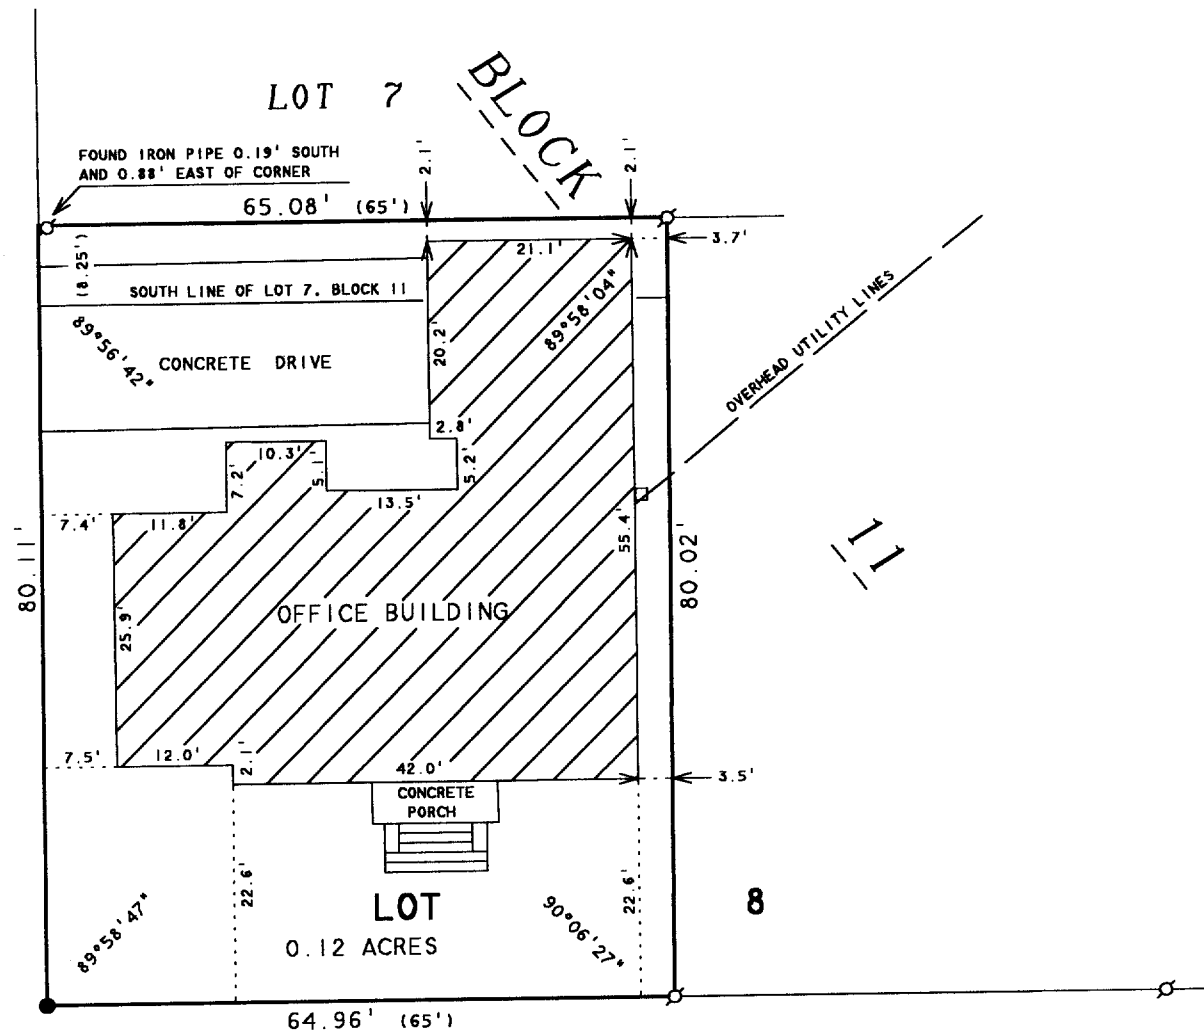 LOT 7
BLOCK
FOUND IRON PIPE 0.19' SOUTH
AND 0.88' EAST OF CORNER
2.1'
2.1'
65.08' (65')
3.7'
21.1'
(8.25')
SOUTH LINE OF LOT 7, BLOCK 11
89°58'04"
OVERHEAD UTILITY LINES
89°56'42"
CONCRETE DRIVE
20.2'
2.8'
10.3'
5.1'
5.2'
7.2'
13.5'
7.4'
11.8'
55.4'
11
80.11'
80.02'
25.9'
OFFICE BUILDING
7.5'
12.0'
2.1'
42.0'
3.5'
CONCRETE
PORCH
22.6'
22.6'
89°58'47"
LOT
90°06'27"
8
0.12 ACRES
64.96' (65')